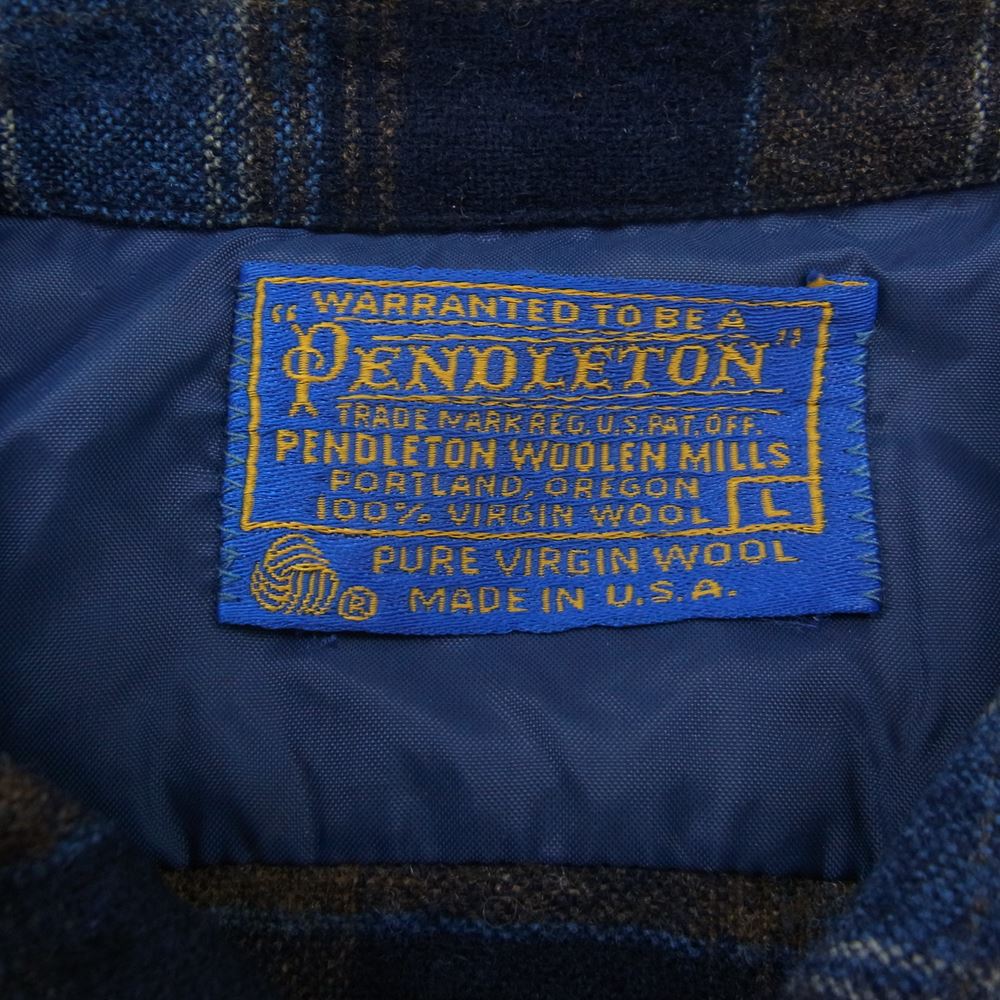 WARRANTED TO BE A
"PENDLETON"
TRADE MARK REG. U.S. PAT. OFF.
PENDLETON WOOLEN MILLS
PORTLAND, OREGON
100% VIRGIN WOOL L
PURE VIRGIN WOOL
® MADE IN U.S.A.